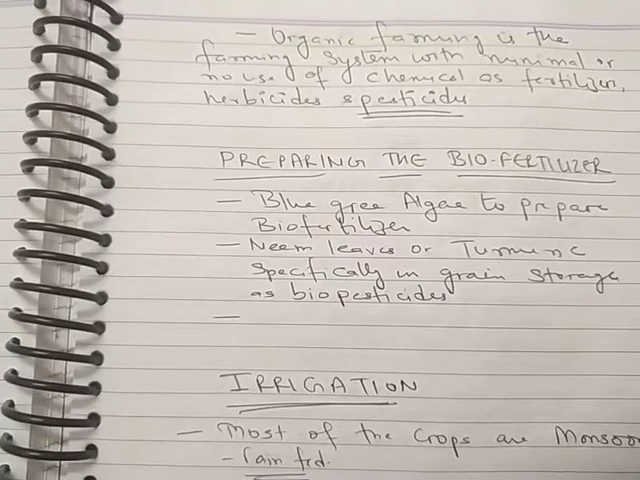 - Organic farming is the
farming System with minimal or
no use of chemical as fertilizer,
herbicides & pesticides
PREPARING THE BIO-FERTILIZER
- Blue gree Algae to prepare
Biofertilizer
- Neem leaves or Turmeric
Specifically in grain storage
as biopesticides
-
IRRIGATION
- Most of the Crops are Monsoon
- rain fed.